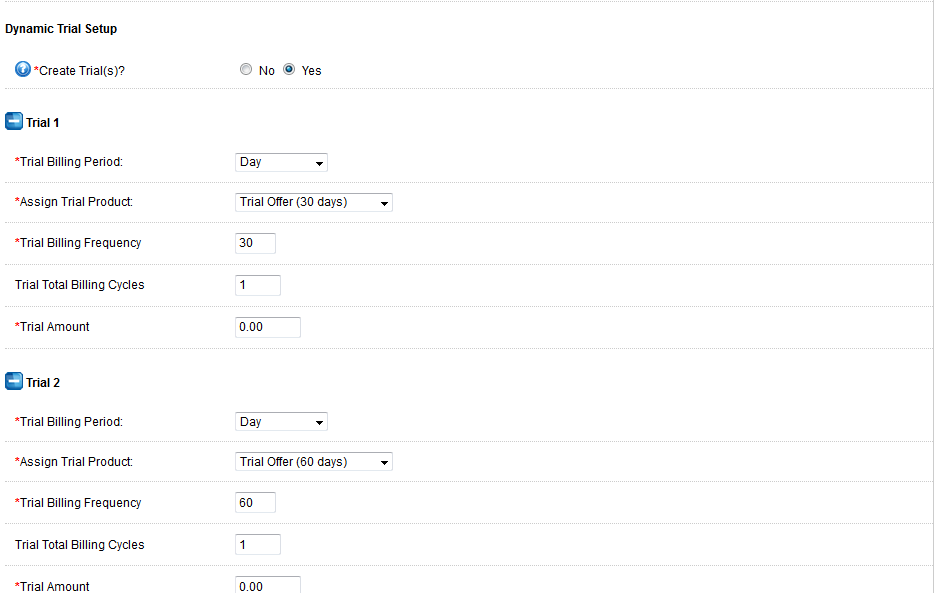 Dynamic Trial Setup
*Create Trial(s)? No Yes
Trial 1
*Trial Billing Period: Day
*Assign Trial Product: Trial Offer (30 days)
*Trial Billing Frequency 30
Trial Total Billing Cycles 1
*Trial Amount 0.00
Trial 2
*Trial Billing Period: Day
*Assign Trial Product: Trial Offer (60 days)
*Trial Billing Frequency 60
Trial Total Billing Cycles 1
*Trial Amount 0.00